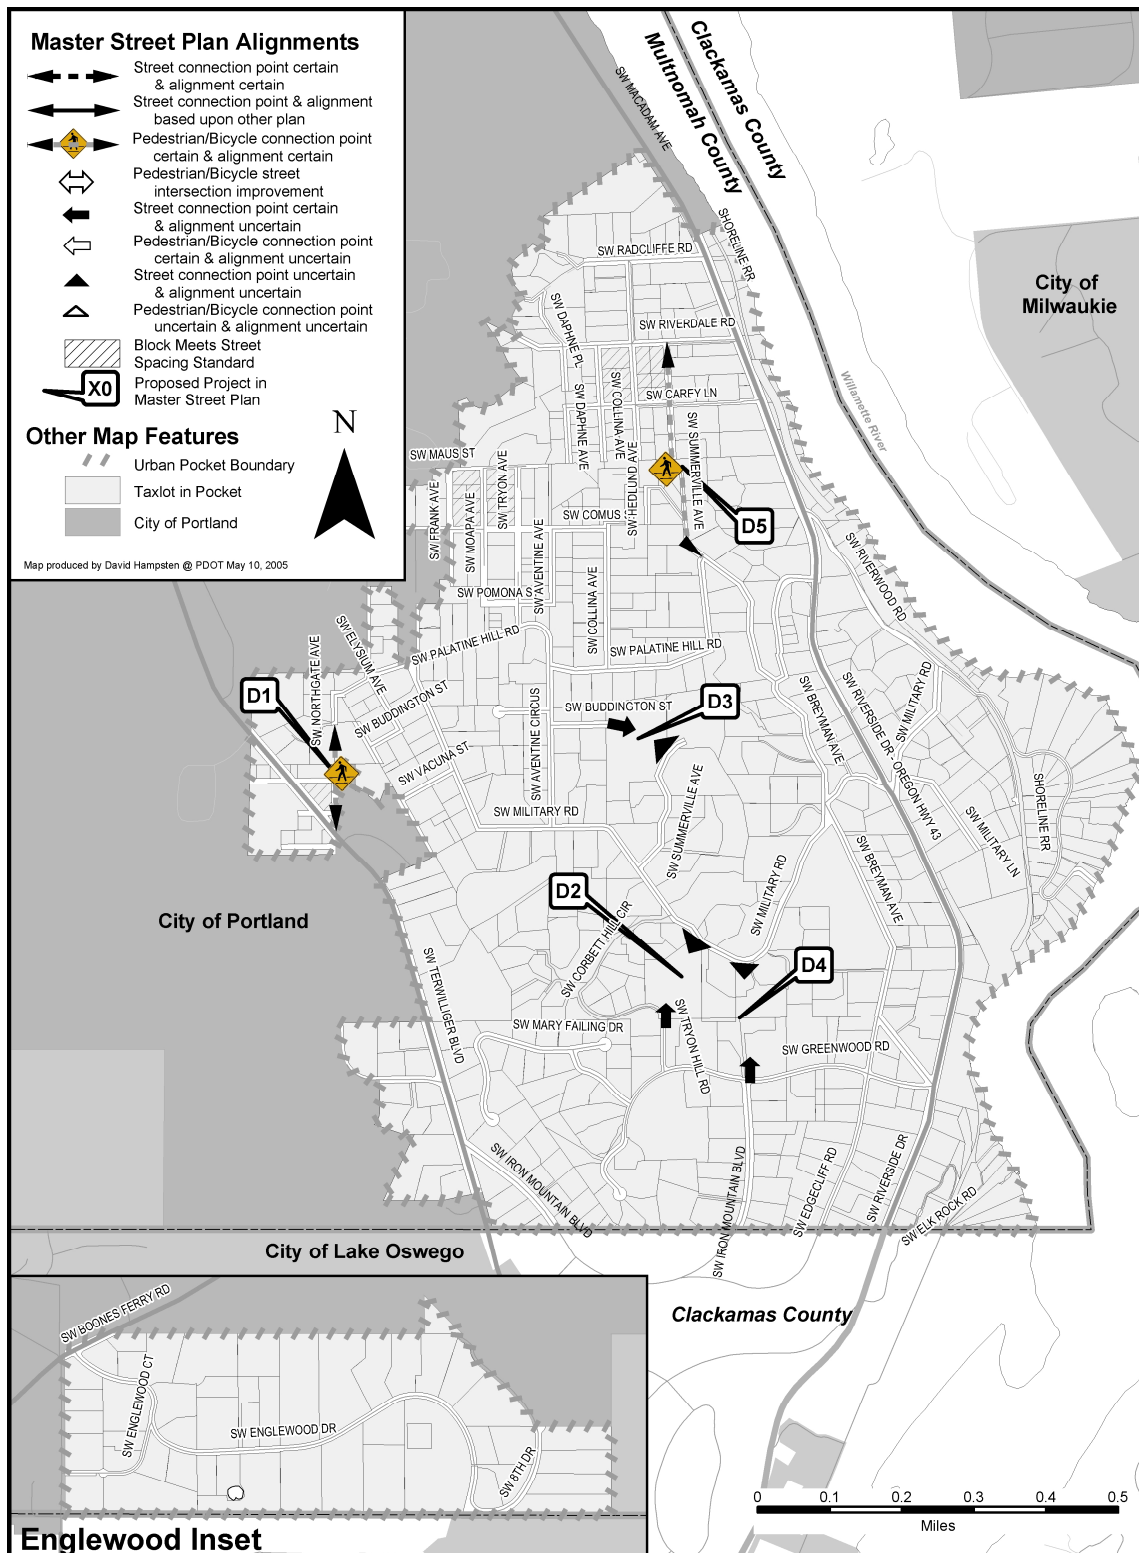 Master Street Plan Alignments
Street connection point certain
& alignment certain
Street connection point & alignment
based upon other plan
Pedestrian/Bicycle connection point
certain & alignment certain
Pedestrian/Bicycle street
intersection improvement
Street connection point certain
& alignment uncertain
Pedestrian/Bicycle connection point
certain & alignment uncertain
Street connection point uncertain
& alignment uncertain
Pedestrian/Bicycle connection point
uncertain & alignment uncertain
Block Meets Street
Spacing Standard
X0
Proposed Project in
Master Street Plan
Other Map Features
Urban Pocket Boundary
Taxlot in Pocket
City of Portland
N
Map produced by David Hampsten @ PDOT May 10, 2005
Clackamas County
Multnomah County
SW MACADAM AVE
SHORELINE RR
City of
Milwaukie
Willamette River
SW RADCLIFFE RD
SW DAPHNE PL
SW RIVERDALE RD
SW CAREY LN
SW COLLINA AVE
SW DAPHNE AVE
SW HEDLUND AVE
SW SUMMERVILLE AVE
SW MAUS ST
SW TRYON AVE
SW FRANK AVE
SW MOAPA AVE
SW COMUS
D5
SW AVENTINE AVE
SW RIVERWOOD RD
SW POMONA S
SW COLLINA AVE
SW ELYSIUM AVE
SW NORTHGATE AVE
SW PALATINE HILL RD
SW PALATINE HILL RD
D1
SW BUDDINGTON ST
SW BUDDINGTON ST
D3
SW BREYMAN AVE
SW RIVERSIDE DR - OREGON HWY 43
SW MILITARY RD
SW AVENTINE CIRCUS
SW VACUNA ST
SW SUMMERVILLE AVE
SW MILITARY RD
SHORELINE RR
SW MILITARY LN
SW BREYMAN AVE
SW MILITARY RD
D2
City of Portland
SW CORBETT HILL CIR
D4
SW TERWILLIGER BLVD
SW MARY FAILING DR
SW TRYON HILL RD
SW GREENWOOD RD
SW IRON MOUNTAIN BLVD
SW IRON MOUNTAIN BLVD
SW EDGECLIFF RD
SW RIVERSIDE DR
SW ELK ROCK RD
City of Lake Oswego
Clackamas County
SW BOONES FERRY RD
SW ENGLEWOOD CT
SW ENGLEWOOD DR
SW 8TH DR
Englewood Inset
0 0.1 0.2 0.3 0.4 0.5
Miles